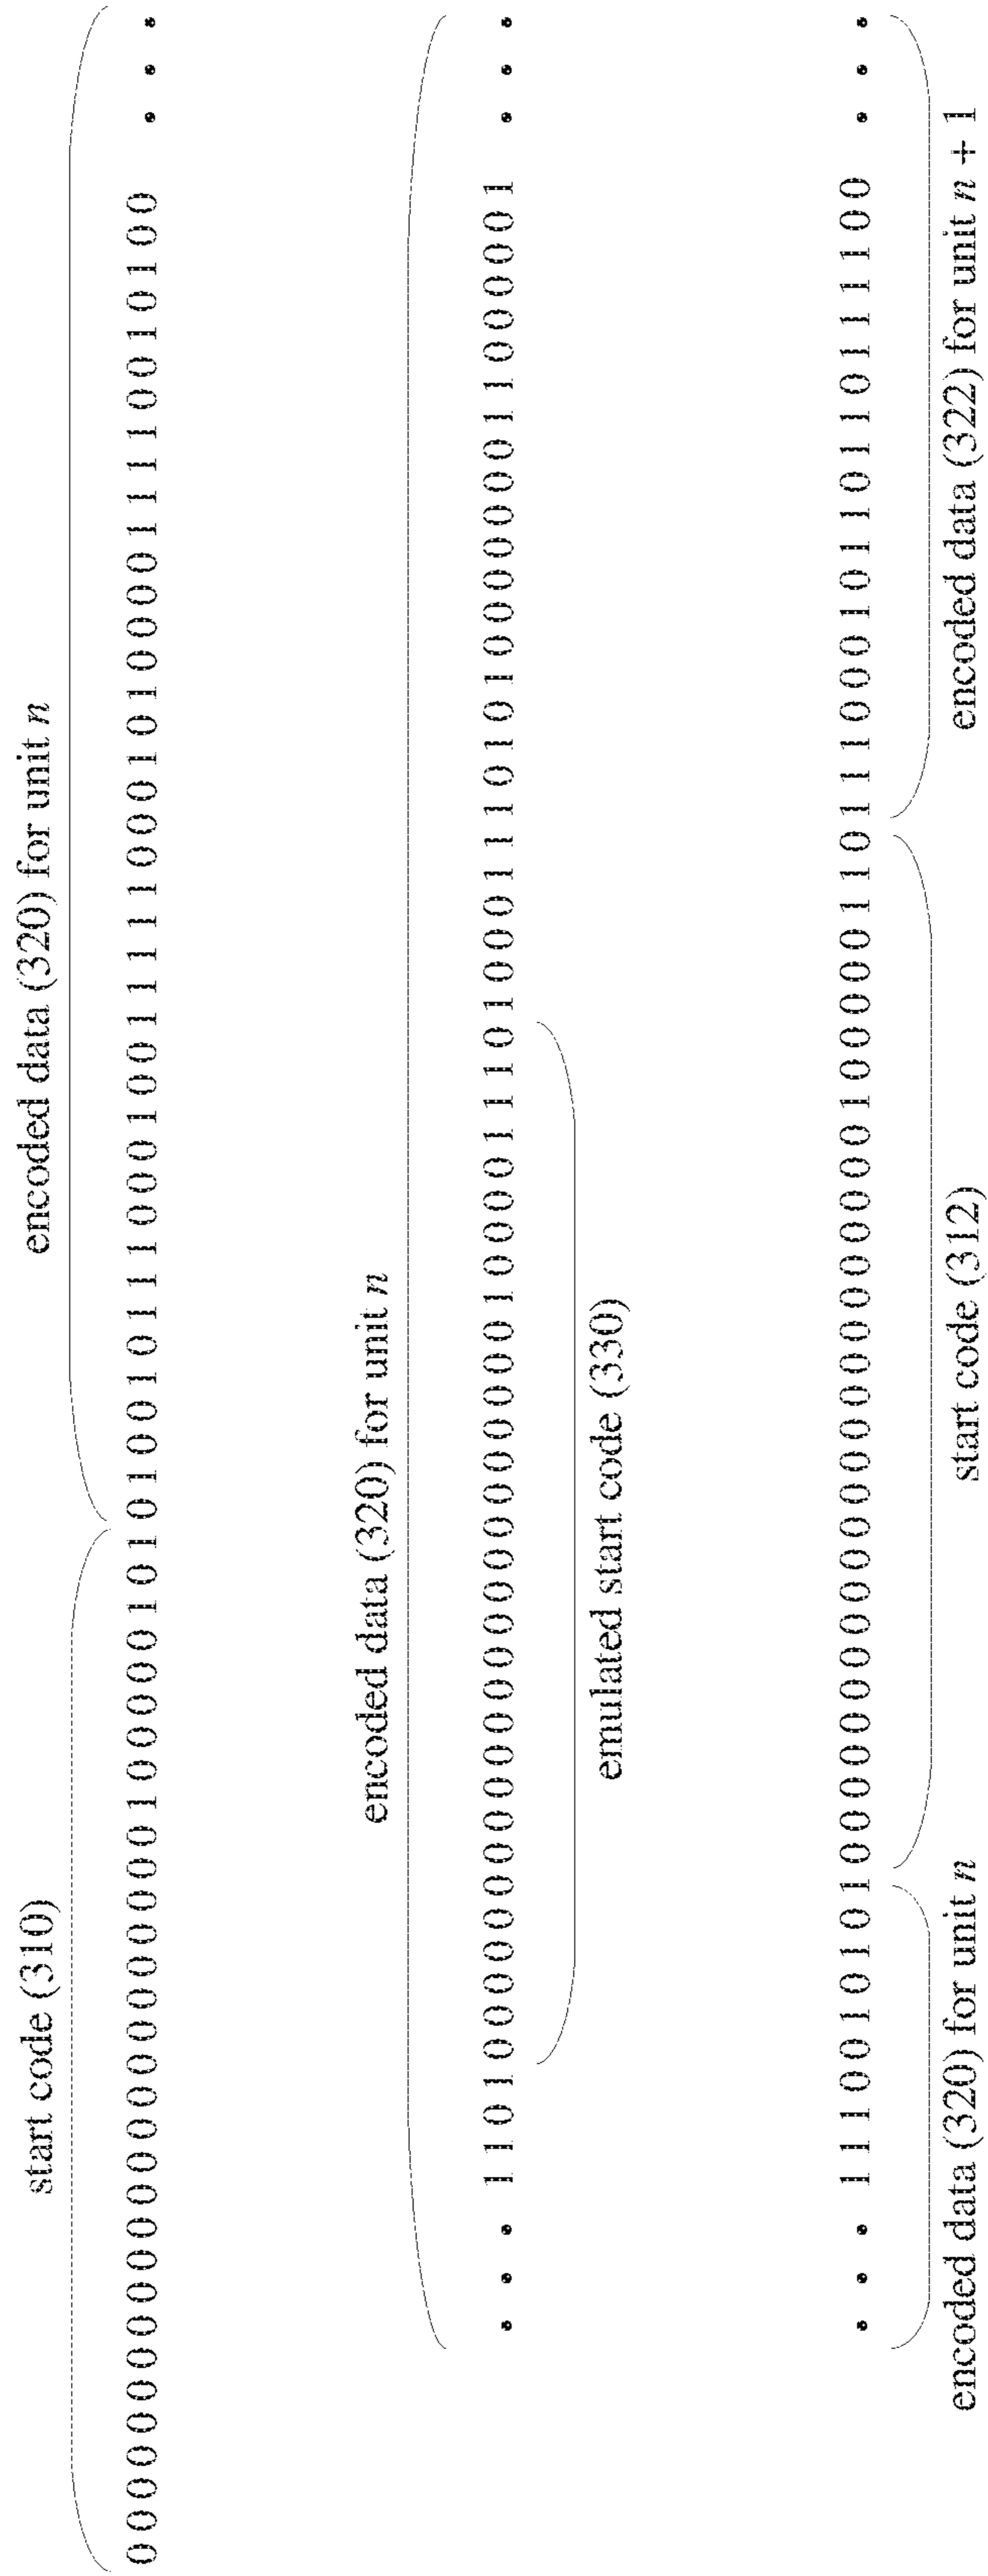 start code (310)
encoded data (320) for unit n
0 0 0 0 0 0 0 0 0 0 0 0 0 0 0 0 0 0 0 0 0 0 0 1 0 0 0 0 0 1 0 1 0 1 0 0 1 0 1 1 1 0 0 0 1 0 0 1 1 1 1 1 0 0 0 1 0 1 0 0 0 0 1 1 1 1 0 0 1 0 1 0 0 • • •
encoded data (320) for unit n
• • • 1 1 0 1 0 0 0 0 0 0 0 0 0 0 0 0 0 0 0 0 0 0 0 0 0 0 0 1 0 0 0 0 1 1 1 0 1 0 0 0 1 1 1 0 1 0 1 0 0 0 0 0 0 0 1 1 0 0 0 0 0 1 • • •
emulated start code (330)
• • • 1 1 1 0 0 1 0 1 0 1 0 0 0 0 0 0 0 0 0 0 0 0 0 0 0 0 0 0 0 0 0 0 0 1 0 0 0 0 0 1 1 0 1 1 1 0 0 0 1 0 1 1 0 1 1 0 1 1 1 1 0 0 • • •
encoded data (320) for unit n
start code (312)
encoded data (322) for unit n + 1